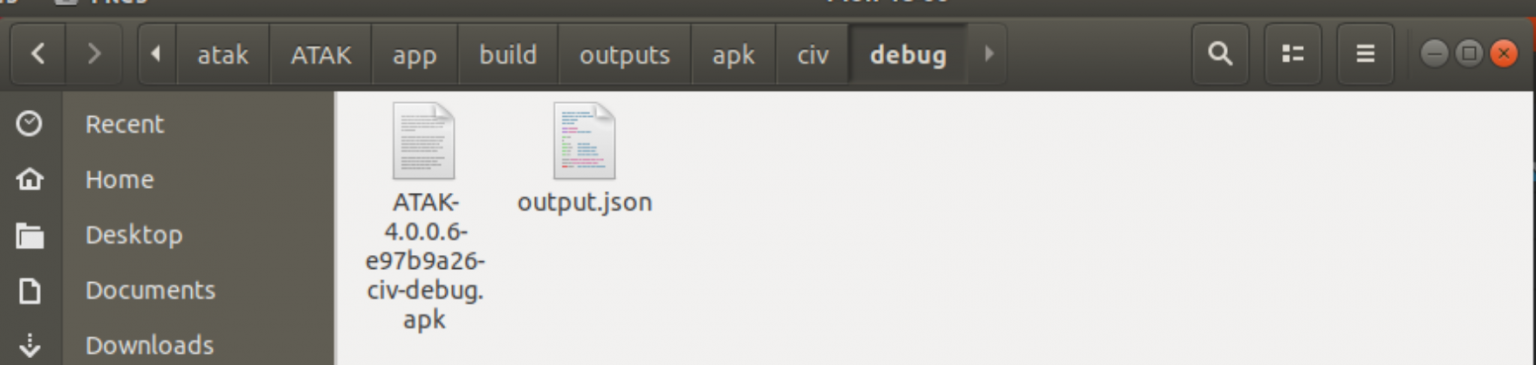 atak ATAK app build outputs apk civ debug
Recent
Home
Desktop
Documents
Downloads
ATAK-
4.0.0.6-
e97b9a26-
civ-debug.
apk
output.json